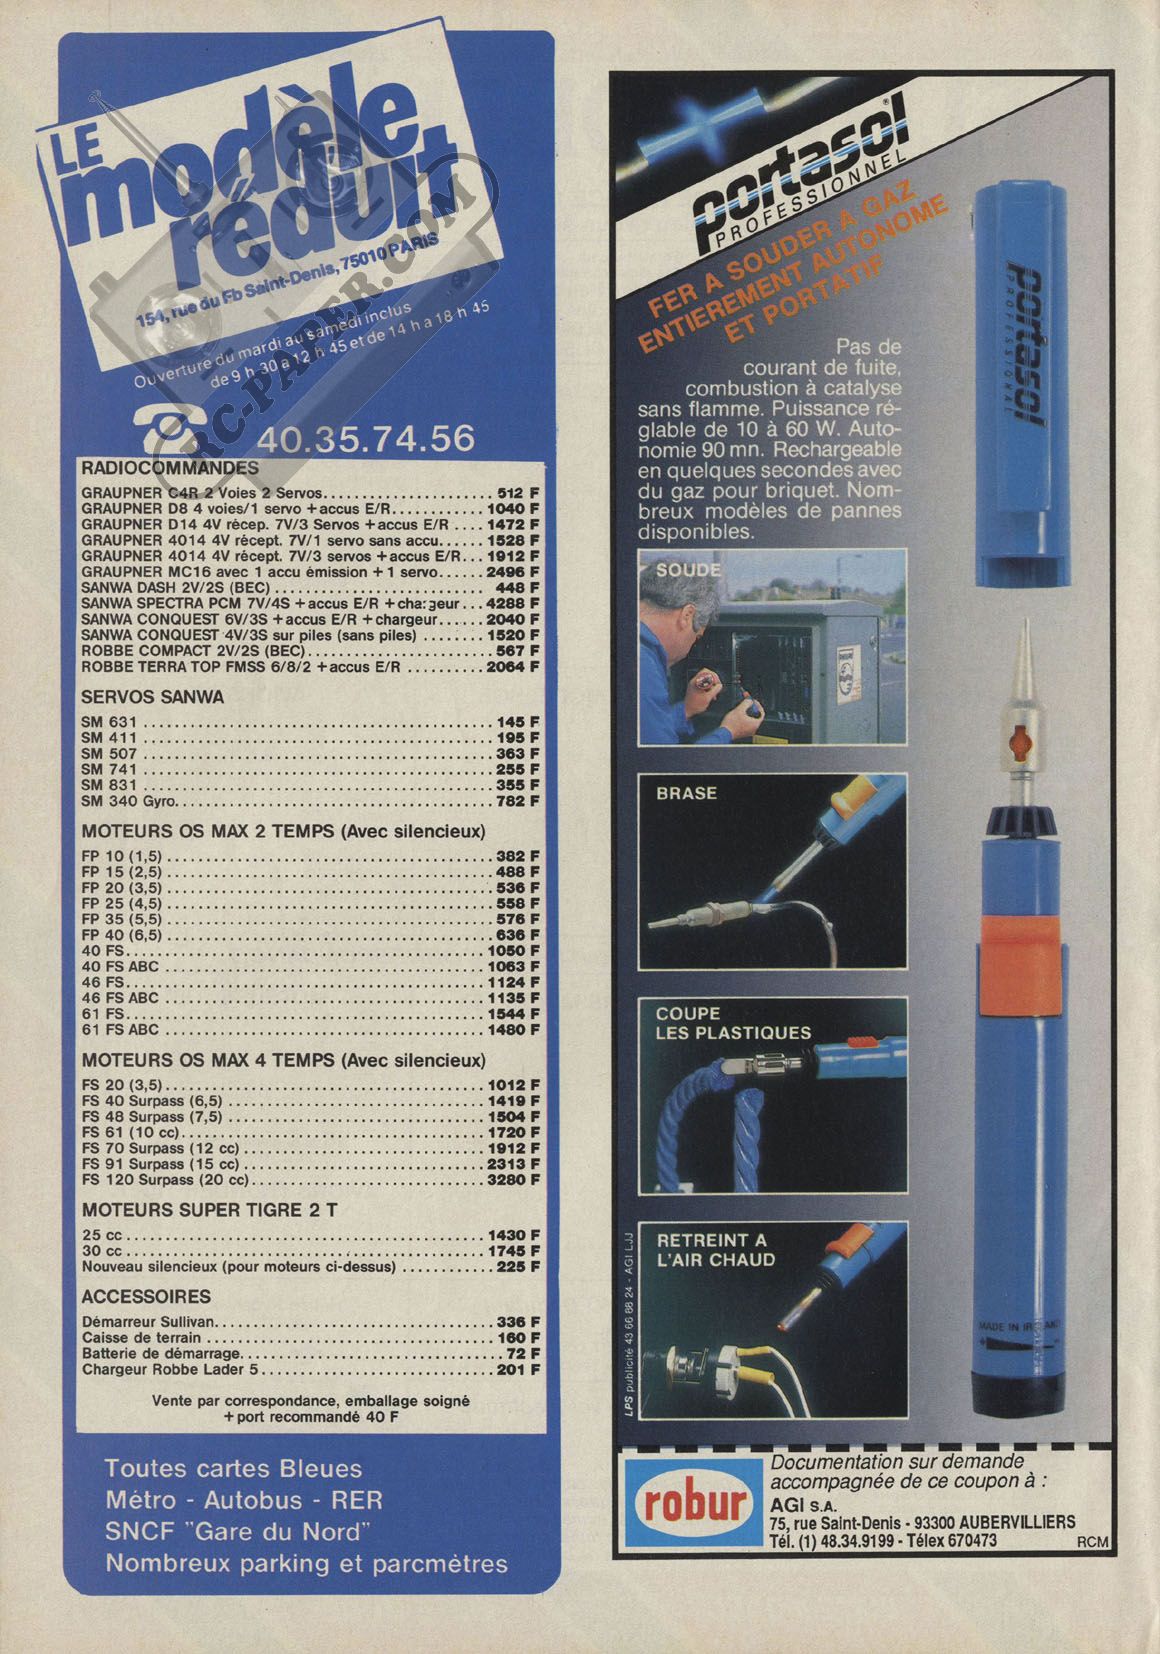 LE
modèle
réduit
154, rue du Fb Saint-Denis, 75010 PARIS
Ouverture du mardi au samedi inclus
de 9 h 30 a 12 h 45 et de 14 h a 18 h 45
RC-PAPER.COM
40.35.74.56
RADIOCOMMANDES
GRAUPNER C4R 2 Voies 2 Servos...................... 512 F
GRAUPNER D8 4 voies/1 servo + accus E/R............ 1040 F
GRAUPNER D14 4V récep. 7V/3 Servos + accus E/R .... 1472 F
GRAUPNER 4014 4V récept. 7V/1 servo sans accu...... 1528 F
GRAUPNER 4014 4V récept. 7V/3 servos + accus E/R... 1912 F
GRAUPNER MC16 avec 1 accu émission + 1 servo...... 2496 F
SANWA DASH 2V/2S (BEC) ............................ 448 F
SANWA SPECTRA PCM 7V/4S + accus E/R + chargeur... 4288 F
SANWA CONQUEST 6V/3S + accus E/R + chargeur...... 2040 F
SANWA CONQUEST 4V/3S sur piles (sans piles) ........ 1520 F
ROBBE COMPACT 2V/2S (BEC)........................ 567 F
ROBBE TERRA TOP FMSS 6/8/2 + accus E/R .......... 2064 F
SERVOS SANWA
SM 631 ............................................ 145 F
SM 411 ............................................ 195 F
SM 507 ............................................ 363 F
SM 741 ............................................ 255 F
SM 831 ............................................ 355 F
SM 340 Gyro........................................ 782 F
MOTEURS OS MAX 2 TEMPS (Avec silencieux)
FP 10 (1,5) ........................................ 382 F
FP 15 (2,5) ........................................ 488 F
FP 20 (3,5) ........................................ 536 F
FP 25 (4,5) ........................................ 558 F
FP 35 (5,5) ........................................ 576 F
FP 40 (6,5) ........................................ 636 F
40 FS.............................................. 1050 F
40 FS ABC ........................................ 1063 F
46 FS.............................................. 1124 F
46 FS ABC ........................................ 1135 F
61 FS.............................................. 1544 F
61 FS ABC ........................................ 1480 F
MOTEURS OS MAX 4 TEMPS (Avec silencieux)
FS 20 (3,5)........................................ 1012 F
FS 40 Surpass (6,5) ................................ 1419 F
FS 48 Surpass (7,5) ................................ 1504 F
FS 61 (10 cc)...................................... 1720 F
FS 70 Surpass (12 cc) .............................. 1912 F
FS 91 Surpass (15 cc) .............................. 2313 F
FS 120 Surpass (20 cc).............................. 3280 F
MOTEURS SUPER TIGRE 2 T
25 cc.............................................. 1430 F
30 cc.............................................. 1745 F
Nouveau silencieux (pour moteurs ci-dessus) ............ 225 F
ACCESSOIRES
Démarreur Sullivan.................................. 336 F
Caisse de terrain .................................. 160 F
Batterie de démarrage................................ 72 F
Chargeur Robbe Lader 5.............................. 201 F
Vente par correspondance, emballage soigné
+ port recommandé 40 F
Toutes cartes Bleues
Métro - Autobus - RER
SNCF "Gare du Nord"
Nombreux parking et parcmètres
portasol
PROFESSIONNEL
FER A SOUDER A GAZ
ENTIEREMENT AUTONOME
ET PORTATIF
Pas de
courant de fuite,
combustion à catalyse
sans flamme. Puissance ré-
glable de 10 à 60 W. Auto-
nomie 90 mn. Rechargeable
en quelques secondes avec
du gaz pour briquet. Nom-
breux modèles de pannes
disponibles.
portasol
PROFESSIONAL
SOUDE
BRASE
COUPE
LES PLASTIQUES
RETREINT A
L'AIR CHAUD
MADE IN IRELAND
LPS publicité 43 66 88 24 - AGI LJJ
robur
Documentation sur demande
accompagnée de ce coupon à :
AGI S.A.
75, rue Saint-Denis - 93300 AUBERVILLIERS
Tél. (1) 48.34.9199 - Télex 670473
RCM